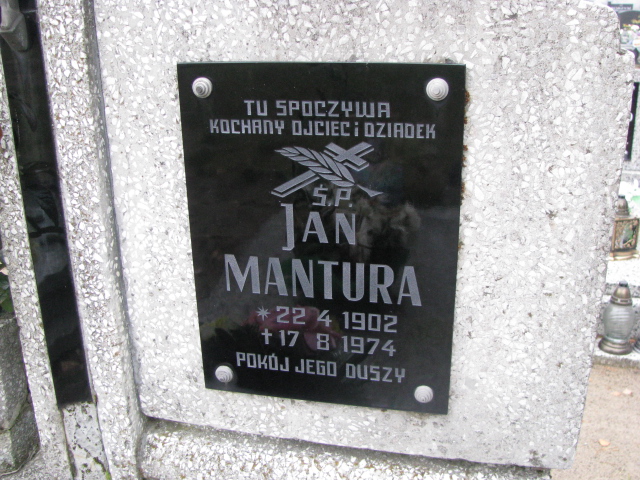 TU SPOCZYWA
KOCHANY OJCIEC i DZIADEK
Ś.P.
JAN
MANTURA
* 22 4 1902
† 17 8 1974
POKÓJ JEGO DUSZY